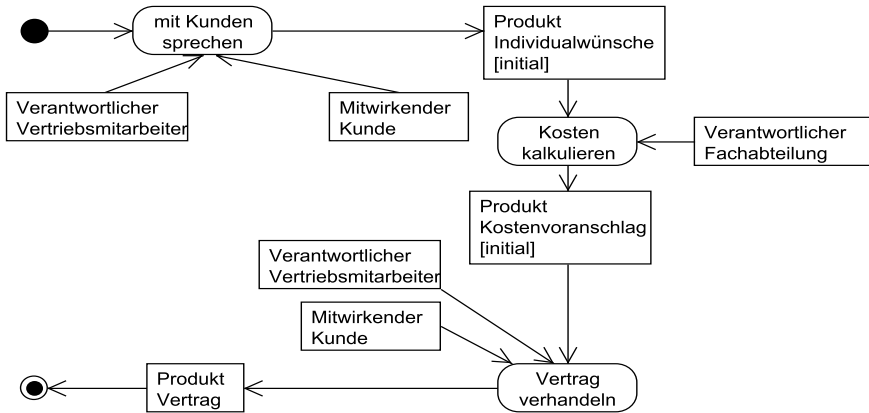 mit Kunden
sprechen
Produkt
Individualwünsche
[initial]
Verantwortlicher
Vertriebsmitarbeiter
Mitwirkender
Kunde
Kosten
kalkulieren
Verantwortlicher
Fachabteilung
Produkt
Kostenvoranschlag
[initial]
Verantwortlicher
Vertriebsmitarbeiter
Mitwirkender
Kunde
Produkt
Vertrag
Vertrag
verhandeln